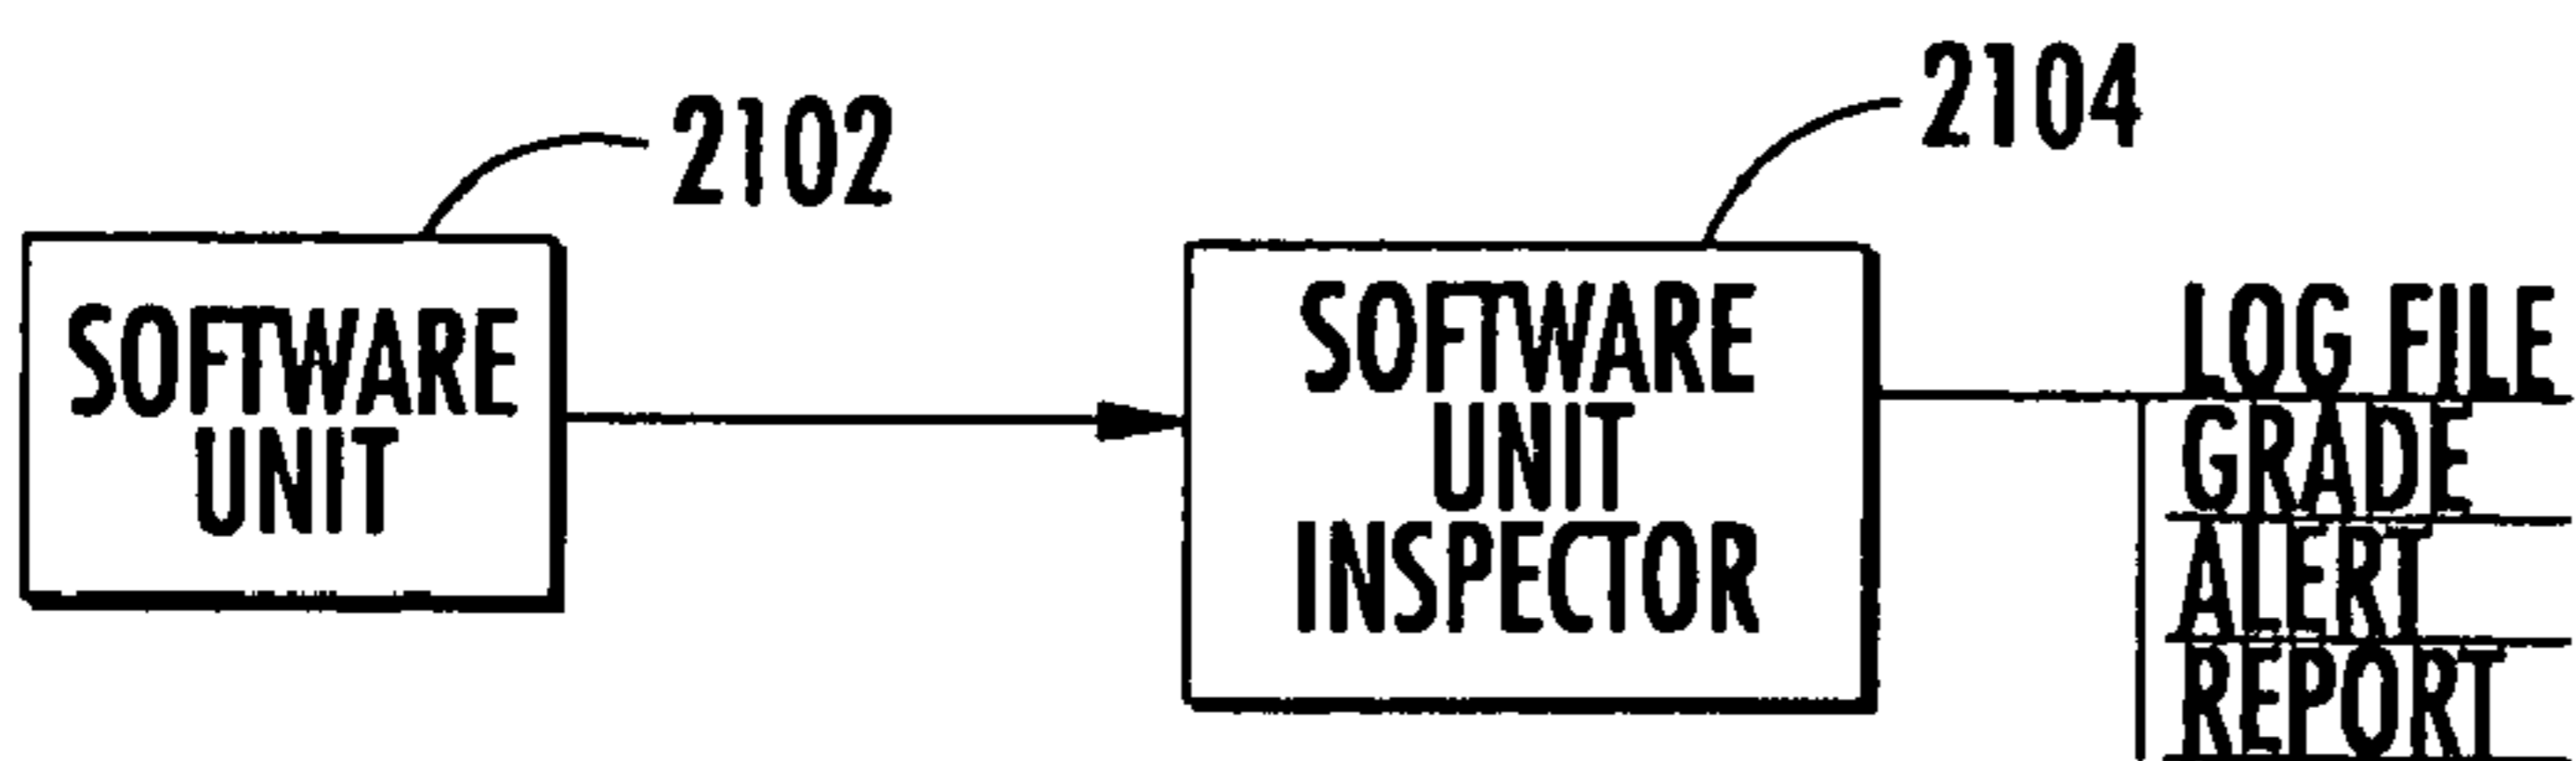 2102
2104
SOFTWARE
UNIT
SOFTWARE
UNIT
INSPECTOR
LOG FILE
GRADE
ALERT
REPORT